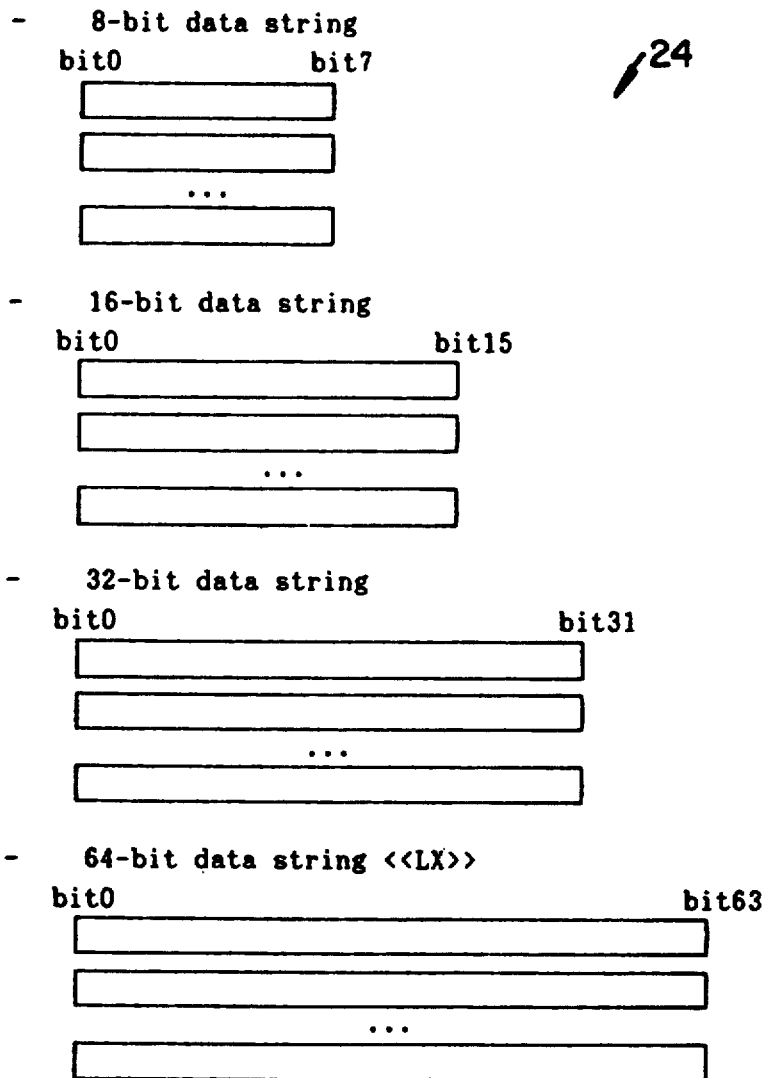 - 8-bit data string
24
bit0 bit7
...
- 16-bit data string
bit0 bit15
...
- 32-bit data string
bit0 bit31
...
- 64-bit data string <<LX>>
bit0 bit63
...